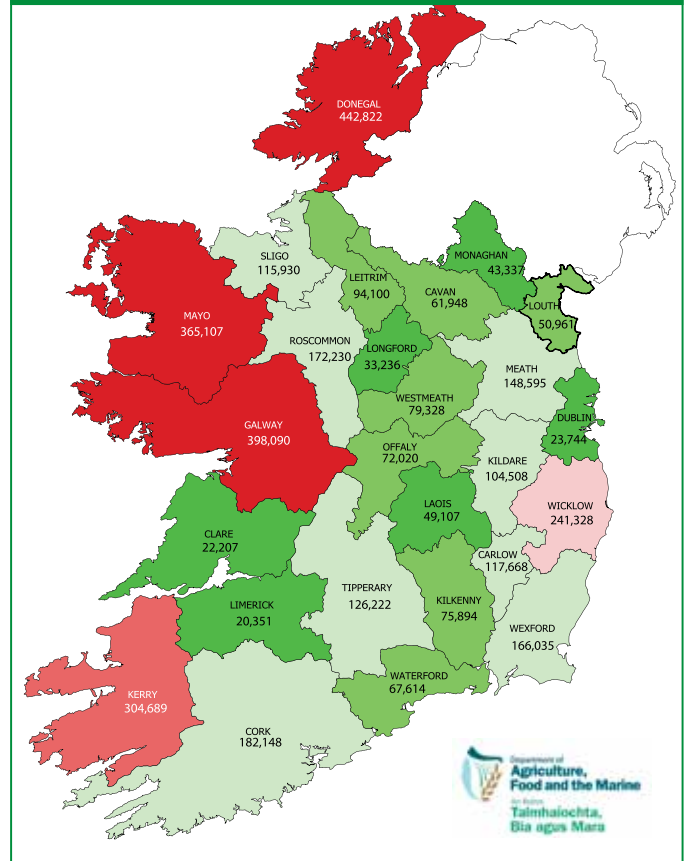 DONEGAL
442,822
SLIGO
115,930
MONAGHAN
43,337
LEITRIM
94,100
CAVAN
61,948
LOUTH
50,961
MAYO
365,107
ROSCOMMON
172,230
LONGFORD
33,236
MEATH
148,595
WESTMEATH
79,328
DUBLIN
23,744
GALWAY
398,090
OFFALY
72,020
KILDARE
104,508
LAOIS
49,107
WICKLOW
241,328
CLARE
22,207
CARLOW
117,668
TIPPERARY
126,222
LIMERICK
20,351
KILKENNY
75,894
WEXFORD
166,035
WATERFORD
67,614
KERRY
304,689
CORK
182,148
Department of
Agriculture,
Food and the Marine
An Roinn
Talmhaíochta,
Bia agus Mara